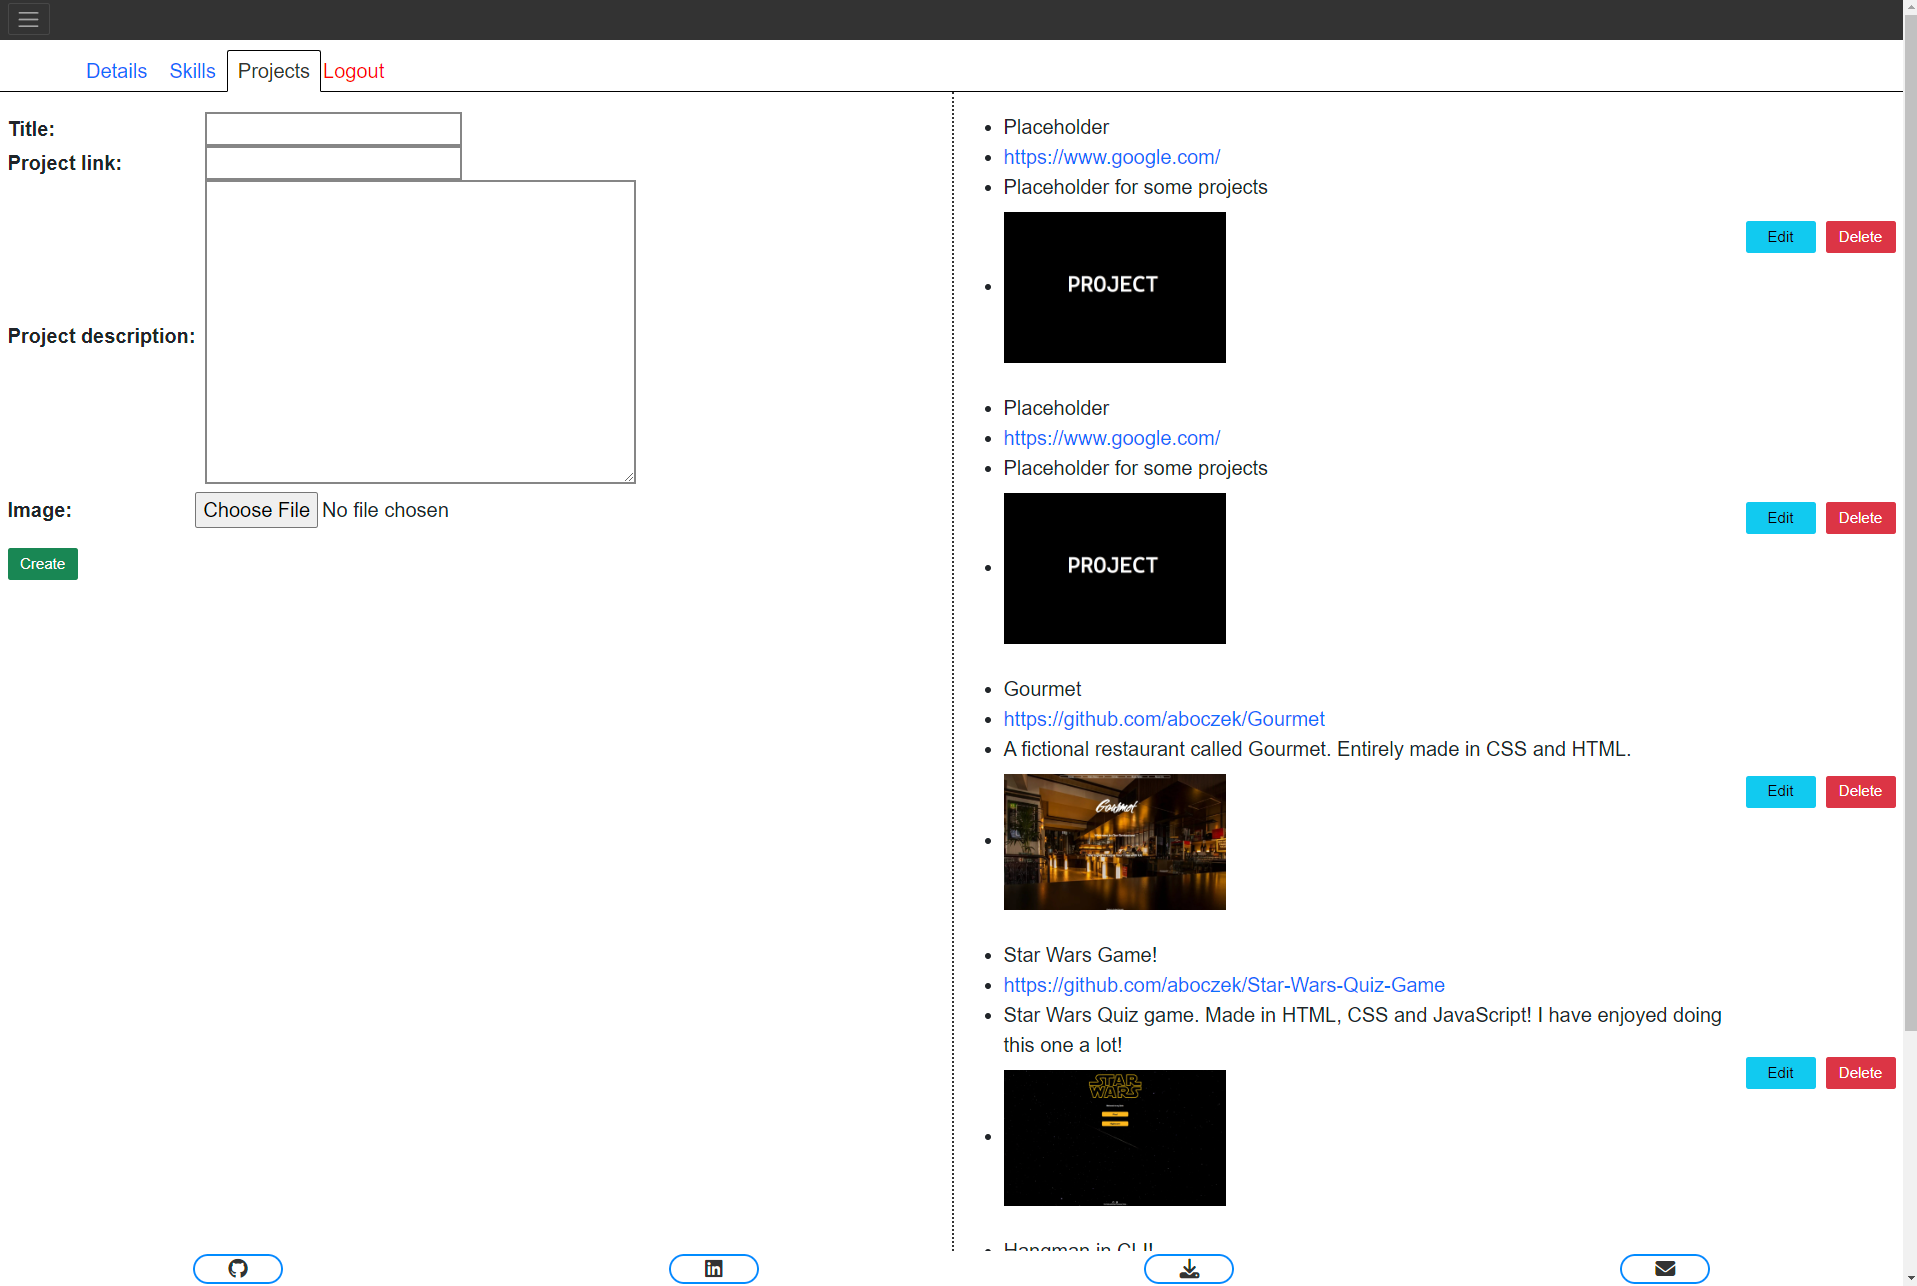 Details Skills Projects Logout
Title:
Project link:
Project description:
Image: Choose File No file chosen
Create
Placeholder
https://www.google.com/
Placeholder for some projects
PROJECT
Edit Delete
Placeholder
https://www.google.com/
Placeholder for some projects
PROJECT
Edit Delete
Gourmet
https://github.com/aboczek/Gourmet
A fictional restaurant called Gourmet. Entirely made in CSS and HTML.
Gourmet
Edit Delete
Star Wars Game!
https://github.com/aboczek/Star-Wars-Quiz-Game
Star Wars Quiz game. Made in HTML, CSS and JavaScript! I have enjoyed doing
this one a lot!
STAR
WARS
Edit Delete
Hangman in CLI!